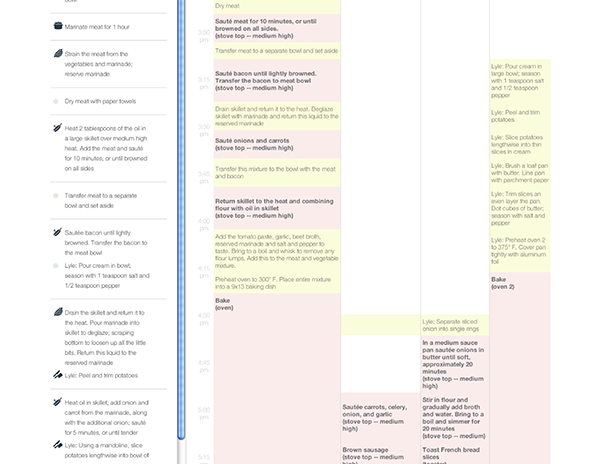 bowl
Marinate meat for 1 hour
Strain the meat from the
vegetables and marinade;
reserve marinade
Dry meat with paper towels
Heat 2 tablespoons of the oil in
a large skillet over medium high
heat. Add the meat and sauté
for 10 minutes, or until browned
on all sides
Transfer meat to a separate
bowl and set aside
Sautée bacon until lightly
browned. Transfer the bacon to
the meat bowl
Lyle: Pour cream in bowl;
season with 1 teaspoon salt and
1/2 teaspoon pepper
Drain the skillet and return it to
the heat. Pour marinade into
skillet to deglaze; scraping
bottom to loosen up all the little
bits. Return this liquid to the
reserved marinade
Lyle: Peel and trim potatoes
Heat oil in skillet; add onion and
carrot from the marinade, along
with the additional onion; sauté
for 5 minutes, or until tender
Lyle: Using a mandoline, slice
potatoes lengthwise into bowl of
3:00
pm
3:15
pm
3:30
pm
3:45
pm
4:00
pm
4:15
pm
4:30
pm
4:45
pm
5:00
pm
5:15
pm
Dry meat
Sauté meat for 10 minutes, or until
browned on all sides.
(stove top -- medium high)
Transfer meat to a separate bowl and set aside
Sauté bacon until lightly browned.
Transfer the bacon to meat bowl
(stove top -- medium high)
Drain skillet and return it to the heat. Deglaze
skillet with marinade and return this liquid to the
reserved marinade
Sauté onions and carrots
(stove top -- medium high)
Transfer this mixture to the bowl with the meat
and bacon
Return skillet to the heat and combining
flour with oil in skillet
(stove top -- medium high)
Add the tomato paste, garlic, beef broth,
reserved marinade and salt and pepper to
taste. Bring to a boil and whisk to remove any
flour lumps. Add this to the meat and vegetable
mixture.
Preheat oven to 300° F. Place entire mixture
into a 9x13 baking dish
Bake
(oven)
Sautée carrots, celery,
onion, and garlic
(stove top -- medium
high)
Brown sausage
(stove top -- medium
high)
Lyle: Separate sliced
onion into single rings
In a medium sauce
pan sautée onions in
butter until soft,
approximately 20
minutes
(stove top -- medium
high)
Stir in flour and
gradually add broth
and water. Bring to a
boil and simmer for
20 minutes
(stove top -- medium)
Toast French bread
slices
Lyle: Pour cream in
large bowl; season
with 1 teaspoon salt
and 1/2 teaspoon
pepper
Lyle: Peel and trim
potatoes
Lyle: Slice potatoes
lengthwise into thin
slices in cream
Lyle: Brush a loaf pan
with butter. Line pan
with parchment paper
Lyle: Trim slices an
even layer the pan.
Dot cubes of butter;
season with salt and
pepper
Lyle: Preheat oven 2
to 375° F. Cover pan
tightly with aluminum
foil
Bake
(oven 2)